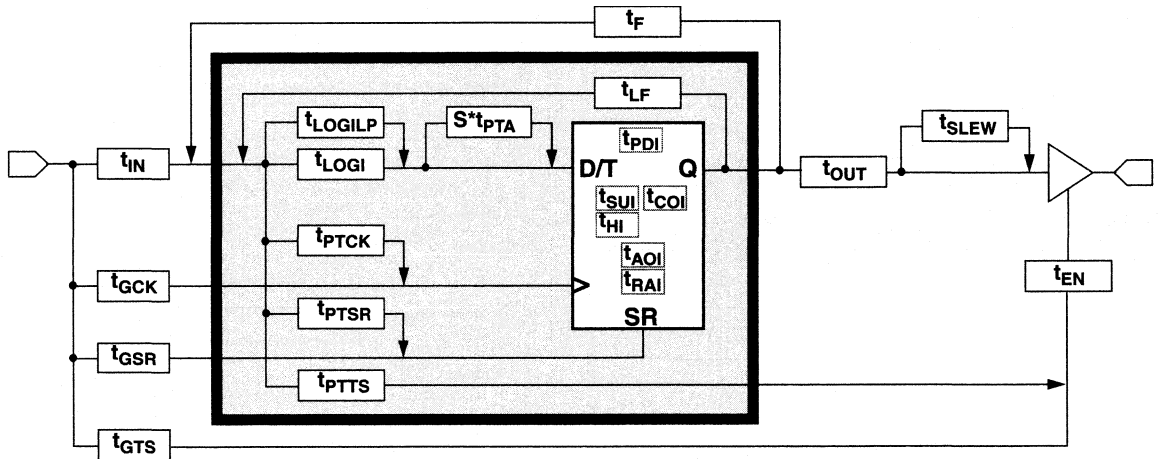 tF
tLF
tLOGILP
S*tPTA
tSLEW
tPDI
tIN
tLOGI
D/T
Q
tOUT
tSUI
tCOI
tHI
tPTCK
tAOI
tEN
tGCK
tRAI
tPTSR
SR
tGSR
tPTTS
tGTS